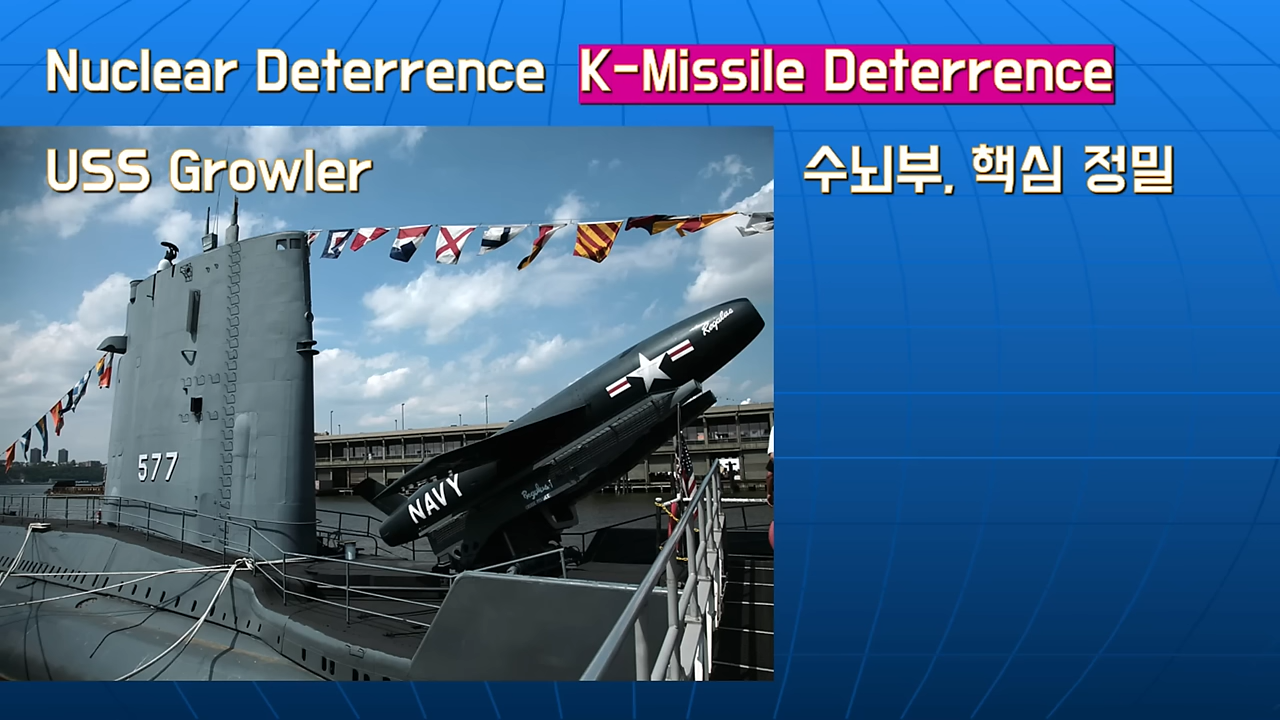 Nuclear Deterrence K-Missile Deterrence
USS Growler
수뇌부, 핵심 정밀
Regulus
577
NAVY
Regulus I